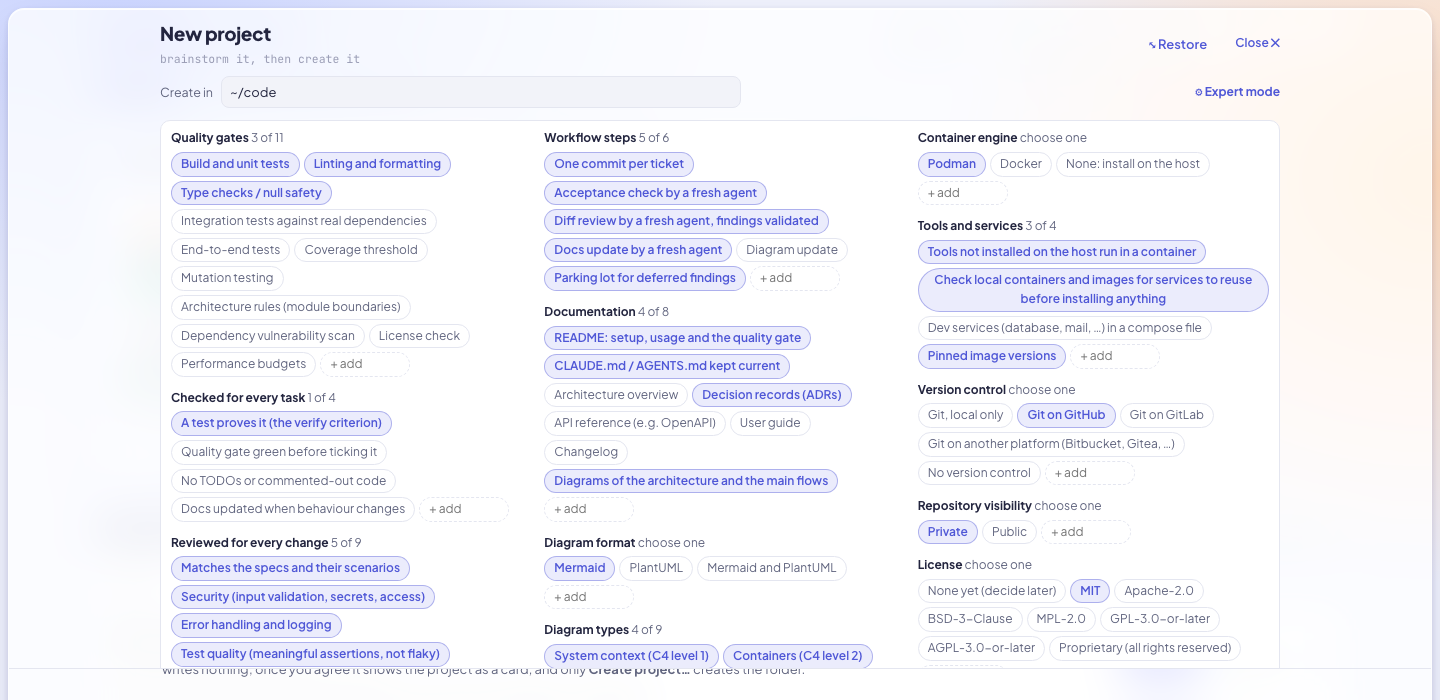 New project
brainstorm it, then create it
Restore
Close
Create in
~/code
Expert mode
Quality gates 3 of 11
Build and unit tests
Linting and formatting
Type checks / null safety
Integration tests against real dependencies
End-to-end tests
Coverage threshold
Mutation testing
Architecture rules (module boundaries)
Dependency vulnerability scan
License check
Performance budgets
+ add
Checked for every task 1 of 4
A test proves it (the verify criterion)
Quality gate green before ticking it
No TODOs or commented-out code
Docs updated when behaviour changes
+ add
Reviewed for every change 5 of 9
Matches the specs and their scenarios
Security (input validation, secrets, access)
Error handling and logging
Test quality (meaningful assertions, not flaky)
Workflow steps 5 of 6
One commit per ticket
Acceptance check by a fresh agent
Diff review by a fresh agent, findings validated
Docs update by a fresh agent
Diagram update
Parking lot for deferred findings
+ add
Documentation 4 of 8
README: setup, usage and the quality gate
CLAUDE.md / AGENTS.md kept current
Architecture overview
Decision records (ADRs)
API reference (e.g. OpenAPI)
User guide
Changelog
Diagrams of the architecture and the main flows
+ add
Diagram format choose one
Mermaid
PlantUML
Mermaid and PlantUML
+ add
Diagram types 4 of 9
System context (C4 level 1)
Containers (C4 level 2)
Container engine choose one
Podman
Docker
None: install on the host
+ add
Tools and services 3 of 4
Tools not installed on the host run in a container
Check local containers and images for services to reuse
before installing anything
Dev services (database, mail, …) in a compose file
Pinned image versions
+ add
Version control choose one
Git, local only
Git on GitHub
Git on GitLab
Git on another platform (Bitbucket, Gitea, …)
No version control
+ add
Repository visibility choose one
Private
Public
+ add
License choose one
None yet (decide later)
MIT
Apache-2.0
BSD-3-Clause
MPL-2.0
GPL-3.0-or-later
AGPL-3.0-or-later
Proprietary (all rights reserved)
writes nothing; once you agree it shows the project as a card, and only Create project… creates the folder.